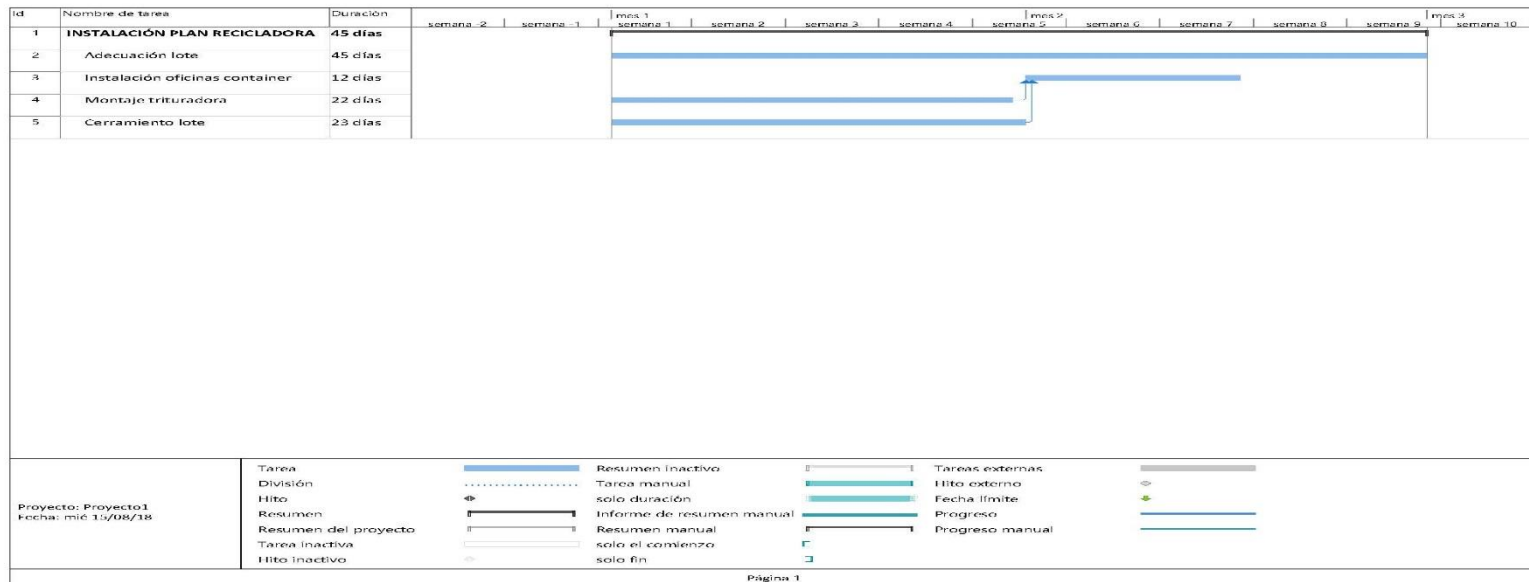 Id Nombre de tarea Duración mes 1 mes 2 mes 3
semana -2 semana -1 semana 1 semana 2 semana 3 semana 4 semana 5 semana 6 semana 7 semana 8 semana 9 semana 10
1 INSTALACIÓN PLAN RECICLADORA 45 días
2 Adecuación lote 45 días
3 Instalación oficinas container 12 días
4 Montaje trituradora 22 días
5 Cerramiento lote 23 días
Proyecto: Proyecto1
Fecha: mié 15/08/18
Tarea Resumen inactivo Tareas externas
División Tarea manual Hito externo
Hito solo duración Fecha límite
Resumen Informe de resumen manual Progreso
Resumen del proyecto Resumen manual Progreso manual
Tarea inactiva solo el comienzo
Hito inactivo solo fin
Página 1